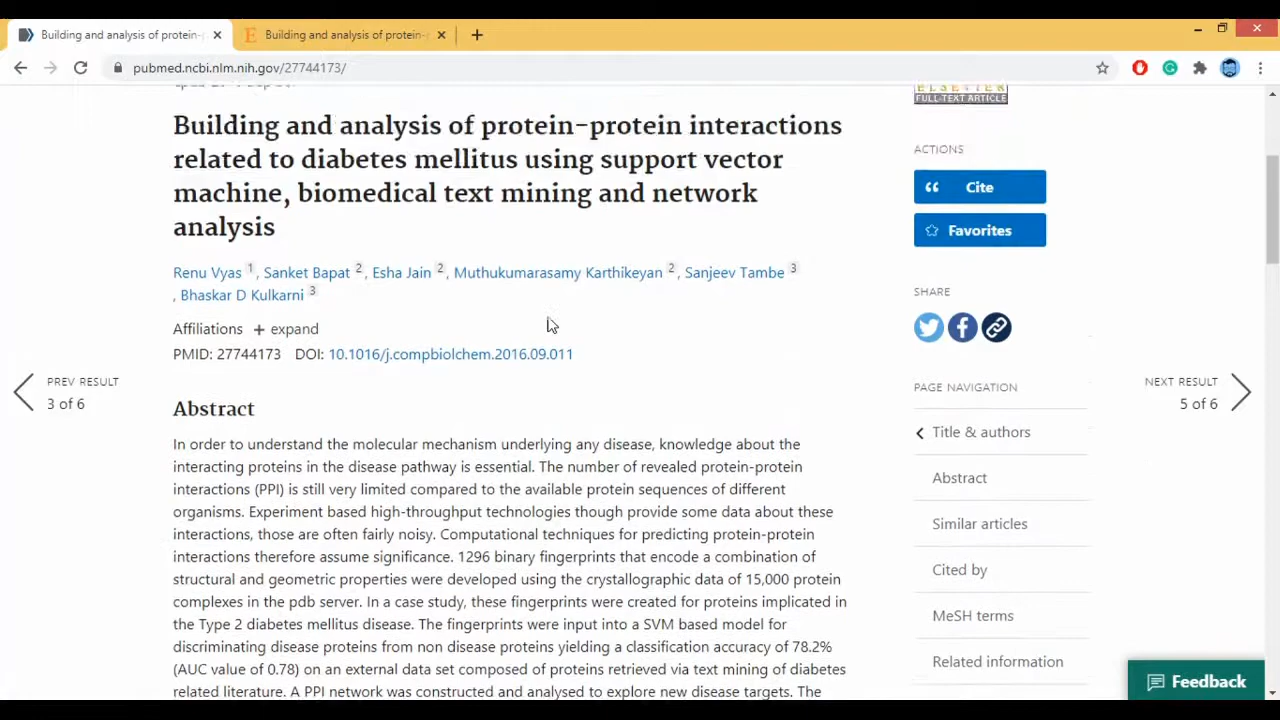 Building and analysis of protein-
Building and analysis of protein-
pubmed.ncbi.nlm.nih.gov/27744173/
Building and analysis of protein-protein interactions
related to diabetes mellitus using support vector
machine, biomedical text mining and network
analysis
Renu Vyas 1, Sanket Bapat 2, Esha Jain 2, Muthukumarasamy Karthikeyan 2, Sanjeev Tambe 3
, Bhaskar D Kulkarni 3
Affiliations + expand
PMID: 27744173 DOI: 10.1016/j.compbiolchem.2016.09.011
PREV RESULT
3 of 6
Abstract
In order to understand the molecular mechanism underlying any disease, knowledge about the
interacting proteins in the disease pathway is essential. The number of revealed protein-protein
interactions (PPI) is still very limited compared to the available protein sequences of different
organisms. Experiment based high-throughput technologies though provide some data about these
interactions, those are often fairly noisy. Computational techniques for predicting protein-protein
interactions therefore assume significance. 1296 binary fingerprints that encode a combination of
structural and geometric properties were developed using the crystallographic data of 15,000 protein
complexes in the pdb server. In a case study, these fingerprints were created for proteins implicated in
the Type 2 diabetes mellitus disease. The fingerprints were input into a SVM based model for
discriminating disease proteins from non disease proteins yielding a classification accuracy of 78.2%
(AUC value of 0.78) on an external data set composed of proteins retrieved via text mining of diabetes
related literature. A PPI network was constructed and analysed to explore new disease targets. The
ELSEVIER
FULL-TEXT ARTICLE
ACTIONS
Cite
Favorites
SHARE
NEXT RESULT
5 of 6
PAGE NAVIGATION
Title & authors
Abstract
Similar articles
Cited by
MeSH terms
Related information
Feedback